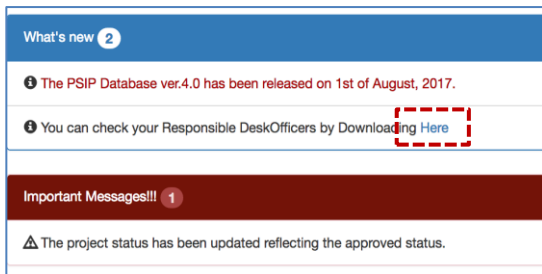 What's new 2
The PSIP Database ver.4.0 has been released on 1st of August, 2017.
You can check your Responsible DeskOfficers by Downloading Here
Important Messages!!! 1
The project status has been updated reflecting the approved status.